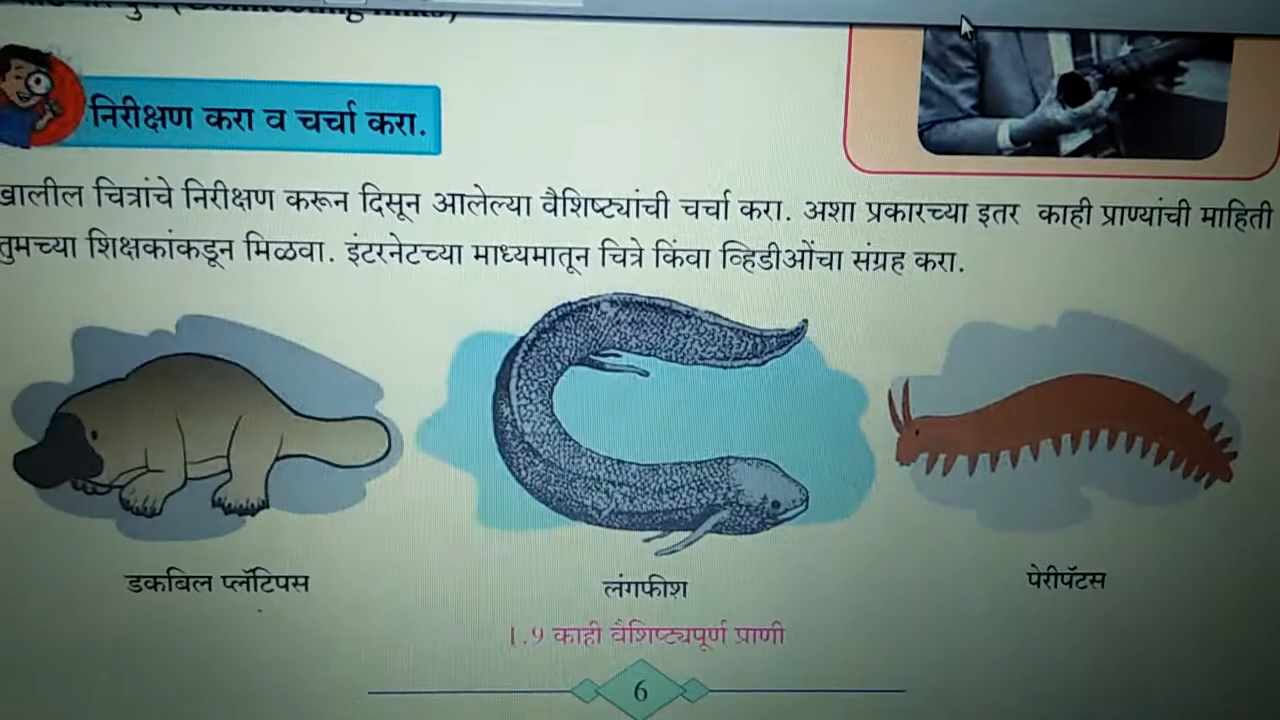 निरीक्षण करा व चर्चा करा.
खालील चित्रांचे निरीक्षण करून दिसून आलेल्या वैशिष्ट्यांची चर्चा करा. अशा प्रकारच्या इतर काही प्राण्यांची माहिती
तुमच्या शिक्षकांकडून मिळवा. इंटरनेटच्या माध्यमातून चित्रे किंवा व्हिडीओंचा संग्रह करा.
डकबिल प्लॅटिपस
लंगफीश
पेरीपॅटस
1.9 काही वैशिष्ट्यपूर्ण प्राणी
6